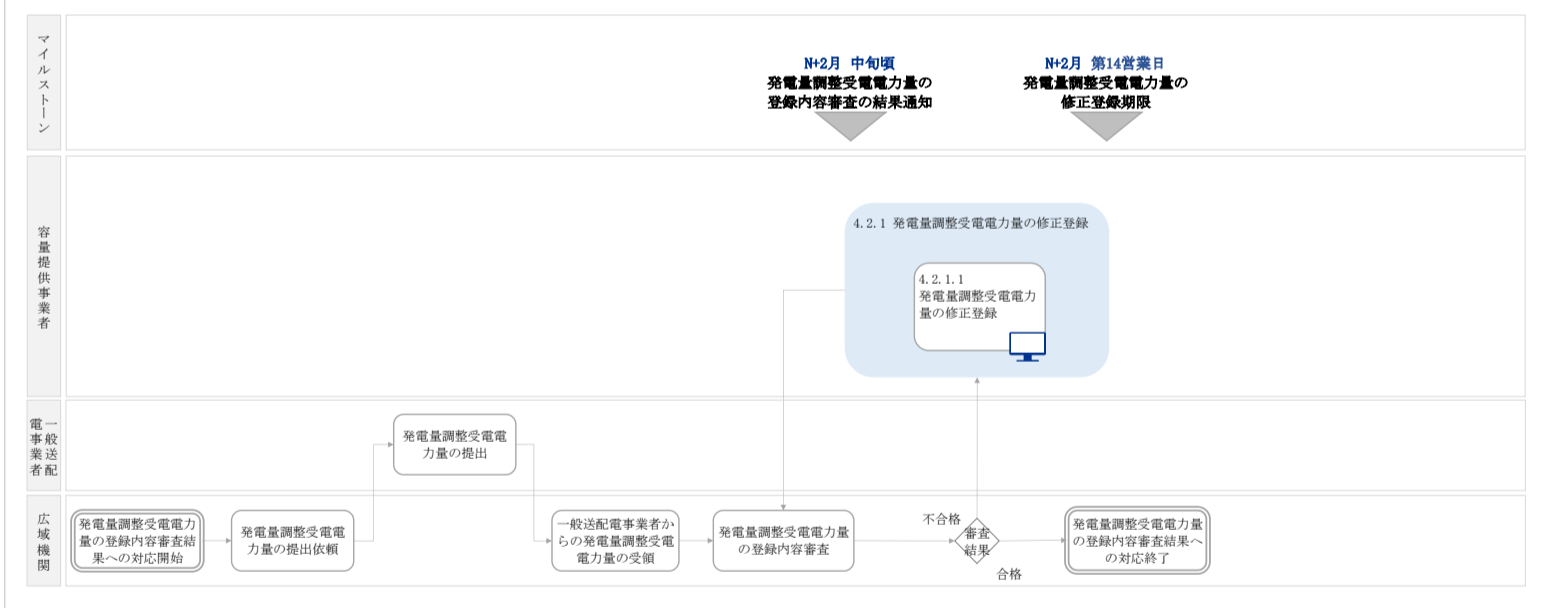 マイルストーン
N+2月 中旬頃
発電量調整受電電力量の
登録内容審査の結果通知
N+2月 第14営業日
発電量調整受電電力量の
修正登録期限
容量提供事業者
4.2.1 発電量調整受電電力量の修正登録
4.2.1.1
発電量調整受電電力
量の修正登録
一般送配
電事業者
発電量調整受電電
力量の提出
広域機関
発電量調整受電電力
量の登録内容審査結
果への対応開始
発電量調整受電電
力量の提出依頼
一般送配電事業者か
らの発電量調整受電
電力量の受領
発電量調整受電電力量
の登録内容審査
不合格
審査
結果
合格
発電量調整受電電力量
の登録内容審査結果へ
の対応終了